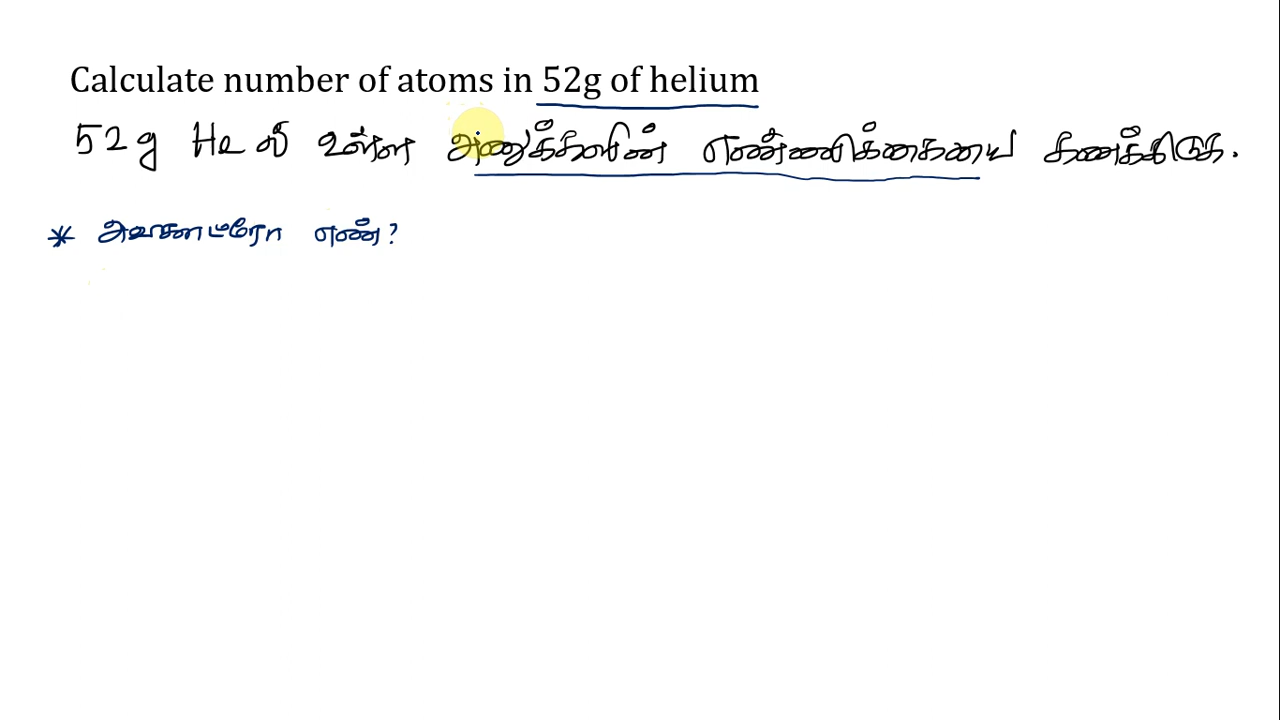 Calculate number of atoms in 52g of helium
52 g He ல் உள்ள அணுக்களின் எண்ணிக்கையை கணக்கிடுக.
* அவகாட்ரோ எண்?